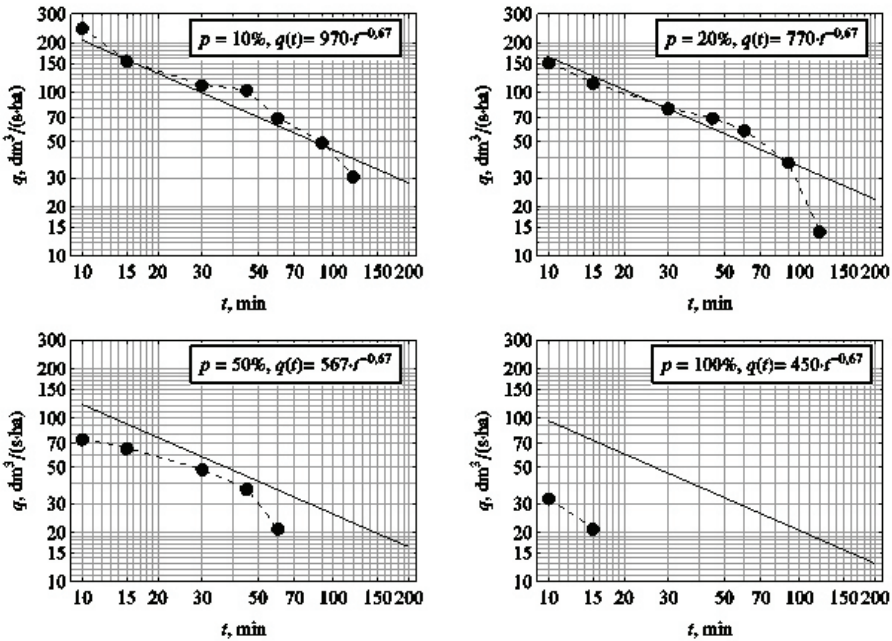 p = 10%, q(t)= 970·t⁻⁰,⁶⁷
q, dm³/(s·ha)
300
200
150
100
70
50
30
20
15
10
10 15 20 30 50 70 100 150 200
t, min
p = 20%, q(t)= 770·t⁻⁰,⁶⁷
q, dm³/(s·ha)
300
200
150
100
70
50
30
20
15
10
10 15 20 30 50 70 100 150 200
t, min
p = 50%, q(t)= 567·t⁻⁰,⁶⁷
q, dm³/(s·ha)
300
200
150
100
70
50
30
20
15
10
10 15 20 30 50 70 100 150 200
t, min
p = 100%, q(t)= 450·t⁻⁰,⁶⁷
q, dm³/(s·ha)
300
200
150
100
70
50
30
20
15
10
10 15 20 30 50 70 100 150 200
t, min